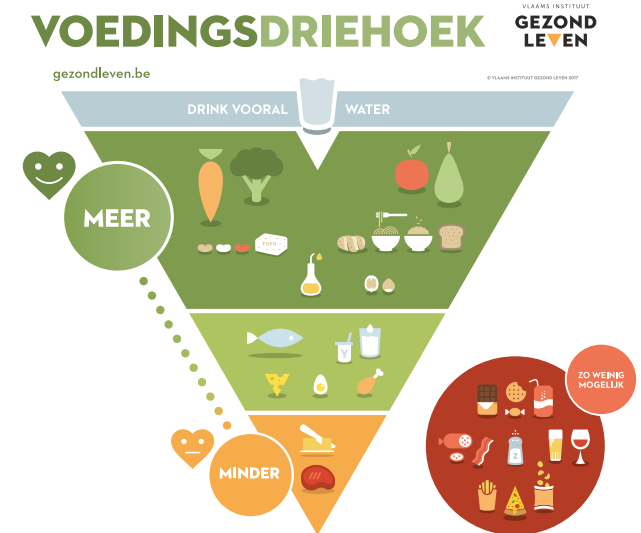 VLAAMS INSTITUUT
VOEDINGSDRIEHOEK
GEZOND
LEVEN
gezondleven.be
© VLAAMS INSTITUUT GEZOND LEVEN 2017
DRINK VOORAL WATER
MEER
TOFU
Y
ZO WEINIG
MOGELIJK
Z
MINDER